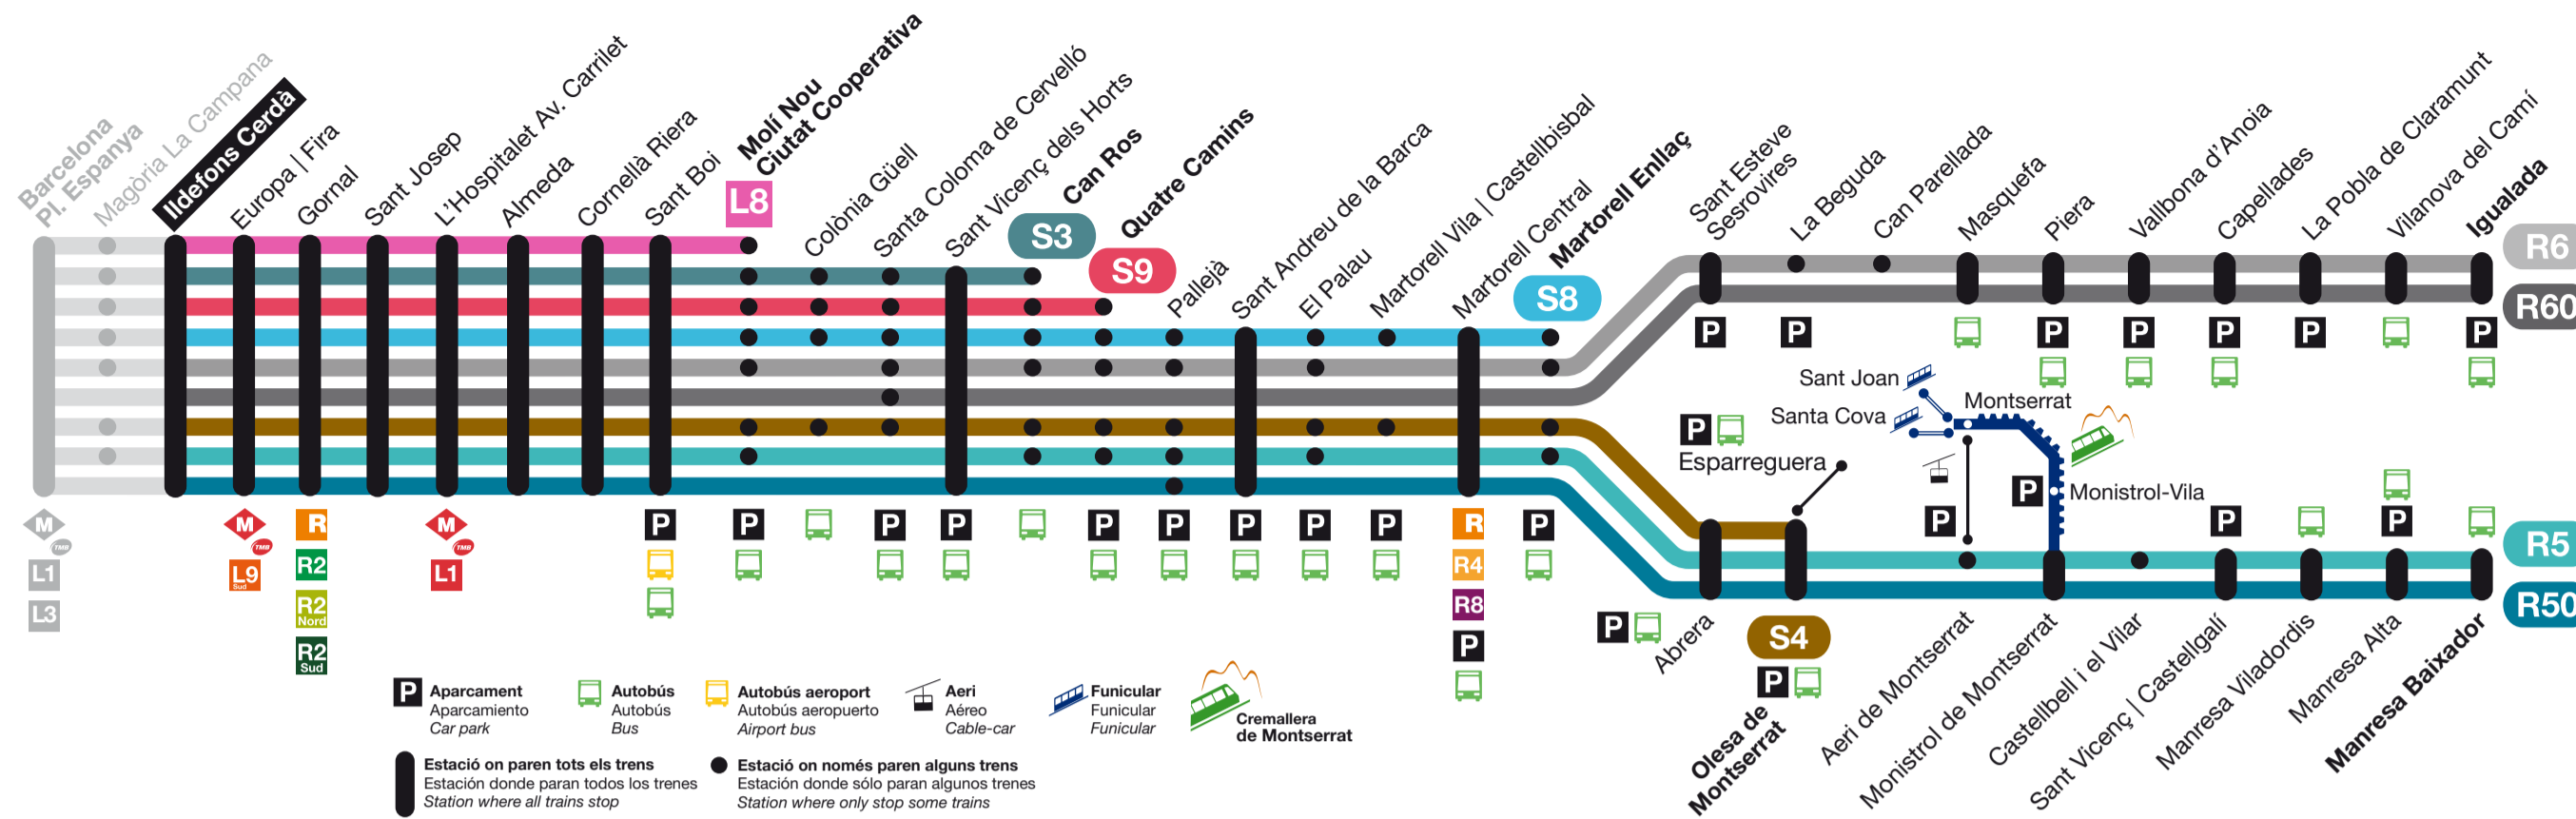 Barcelona
Pl. Espanya
Magòria La Campana
Ildefons Cerdà
Europa | Fira
Gornal
Sant Josep
L'Hospitalet Av. Carrilet
Almeda
Cornellà Riera
Sant Boi
Molí Nou
Ciutat Cooperativa
L8
Colònia Güell
Santa Coloma de Cervelló
Sant Vicenç dels Horts
Can Ros
S3
Quatre Camins
S9
Pallejà
Sant Andreu de la Barca
El Palau
Martorell Vila | Castellbisbal
Martorell Central
Martorell Enllaç
S8
Sant Esteve
Sesrovires
La Beguda
Can Parellada
Masquefa
Piera
Vallbona d'Anoia
Capellades
La Pobla de Claramunt
Vilanova del Camí
Igualada
R6
R60
P
P
P
P
P
P
P
Sant Joan
Santa Cova
Montserrat
P
Esparreguera
P
Monistrol-Vila
P
P
P
R5
R50
M
TMB
L1
L3
M
TMB
L9
Sud
R
R2
R2
Nord
R2
Sud
M
TMB
L1
P
P
P
P
P
P
P
P
P
R
R4
R8
P
P
P
Abrera
S4
P
Olesa de
Montserrat
Aeri de Montserrat
Monistrol de Montserrat
Castellbell i el Vilar
Sant Vicenç | Castellgalí
Manresa Viladordis
Manresa Alta
Manresa Baixador
P
Aparcament
Aparcamiento
Car park
Autobús
Autobús
Bus
Autobús aeroport
Autobús aeropuerto
Airport bus
Aeri
Aéreo
Cable-car
Funicular
Funicular
Funicular
Cremallera
de Montserrat
Estació on paren tots els trens
Estación donde paran todos los trenes
Station where all trains stop
Estació on només paren alguns trens
Estación donde sólo paran algunos trenes
Station where only stop some trains